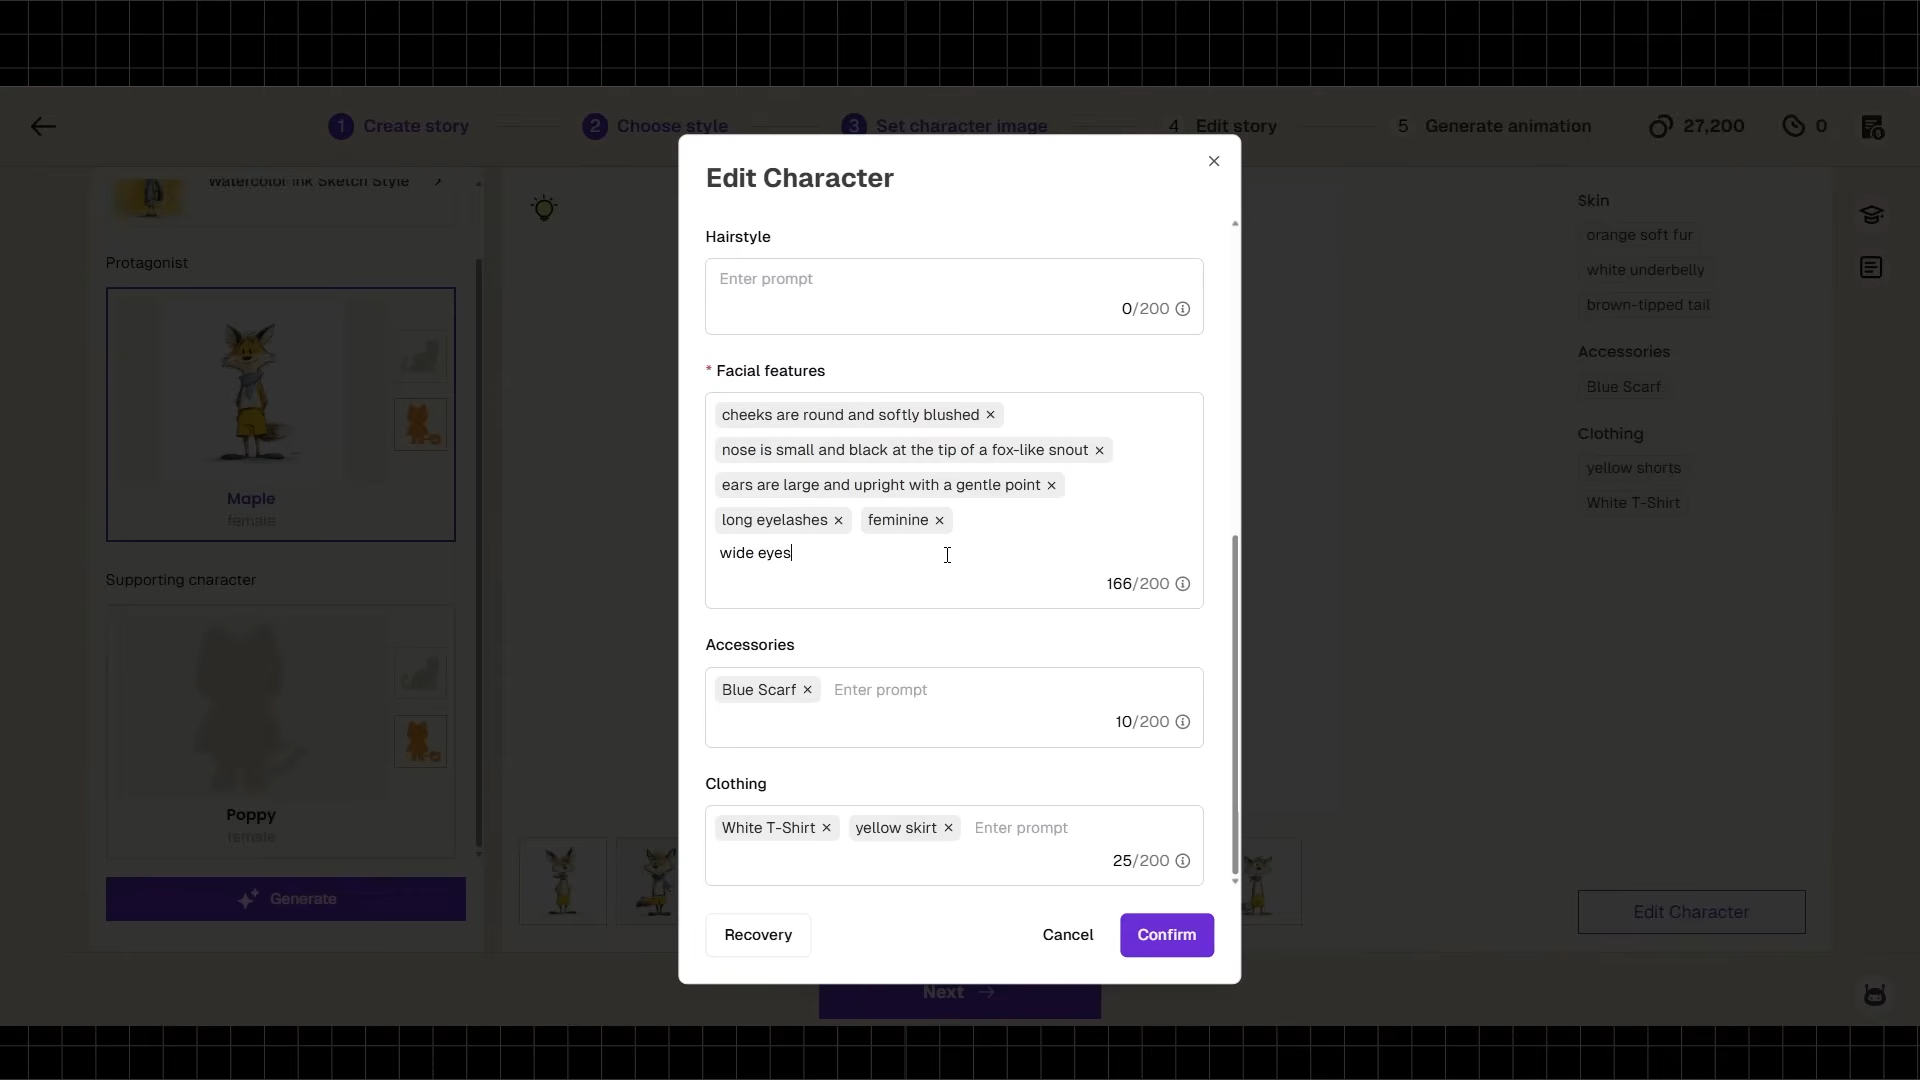 1 Create story
2 Choose style
3 Set character image
4 Edit story
5 Generate animation
27,200
0
Watercolor Ink Sketch Style
Protagonist
Maple
female
Supporting character
Poppy
female
Generate
Edit Character
Hairstyle
Enter prompt
0/200
* Facial features
cheeks are round and softly blushed ×
nose is small and black at the tip of a fox-like snout ×
ears are large and upright with a gentle point ×
long eyelashes × feminine ×
wide eyes
166/200
Accessories
Blue Scarf × Enter prompt
10/200
Clothing
White T-Shirt × yellow skirt × Enter prompt
25/200
Recovery
Cancel
Confirm
Next
Skin
orange soft fur
white underbelly
brown-tipped tail
Accessories
Blue Scarf
Clothing
yellow shorts
White T-Shirt
Edit Character